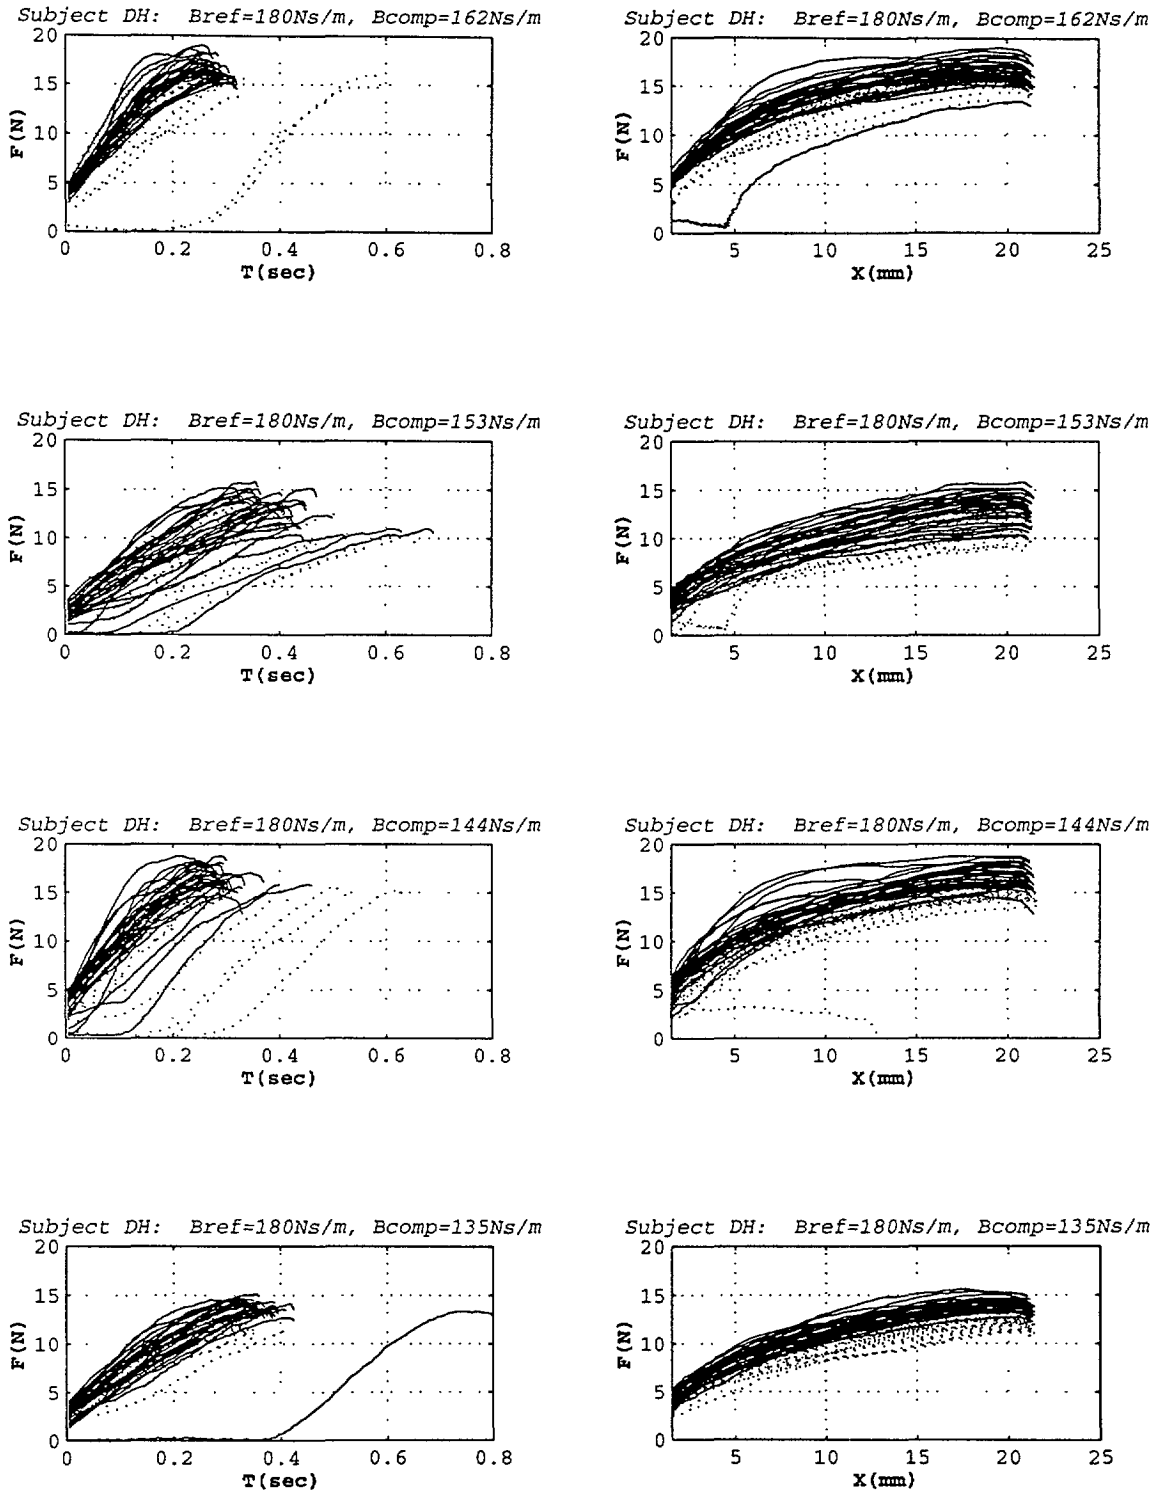 Subject DH: Bref=180Ns/m, Bcomp=162Ns/m
20
15
10
5
0
F(N)
0 0.2 0.4 0.6 0.8
T(sec)
Subject DH: Bref=180Ns/m, Bcomp=162Ns/m
20
15
10
5
0
F(N)
5 10 15 20 25
X(mm)
Subject DH: Bref=180Ns/m, Bcomp=153Ns/m
20
15
10
5
0
F(N)
0 0.2 0.4 0.6 0.8
T(sec)
Subject DH: Bref=180Ns/m, Bcomp=153Ns/m
20
15
10
5
0
F(N)
5 10 15 20 25
X(mm)
Subject DH: Bref=180Ns/m, Bcomp=144Ns/m
20
15
10
5
0
F(N)
0 0.2 0.4 0.6 0.8
T(sec)
Subject DH: Bref=180Ns/m, Bcomp=144Ns/m
20
15
10
5
0
F(N)
5 10 15 20 25
X(mm)
Subject DH: Bref=180Ns/m, Bcomp=135Ns/m
20
15
10
5
0
F(N)
0 0.2 0.4 0.6 0.8
T(sec)
Subject DH: Bref=180Ns/m, Bcomp=135Ns/m
20
15
10
5
0
F(N)
5 10 15 20 25
X(mm)